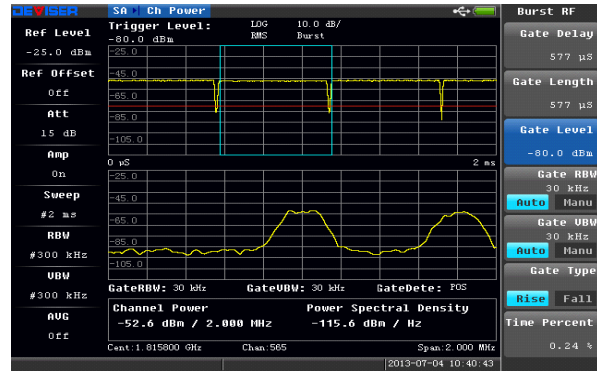 DEVISER SA Ch Power Burst RF
Ref Level
-25.0 dBm
Ref Offset
Off
Att
15 dB
Amp
On
Sweep
#2 ms
RBW
#300 kHz
VBW
#300 kHz
AVG
Off
Trigger Level: LOG 10.0 dB/
-80.0 dBm RMS Burst
-25.0
-45.0
-65.0
-85.0
-105.0
0 µS 2 ms
-25.0
-45.0
-65.0
-85.0
-105.0
GateRBW: 30 kHz GateVBW: 30 kHz GateDete: POS
Channel Power Power Spectral Density
-52.6 dBm / 2.000 MHz -115.6 dBm / Hz
Cent:1.815800 GHz Chan:565 Span:2.000 MHz
2013-07-04 10:40:43
Gate Delay
577 µS
Gate Length
577 µS
Gate Level
-80.0 dBm
Gate RBW
30 kHz
Auto Manu
Gate VBW
30 kHz
Auto Manu
Gate Type
Rise Fall
Time Percent
0.24 %